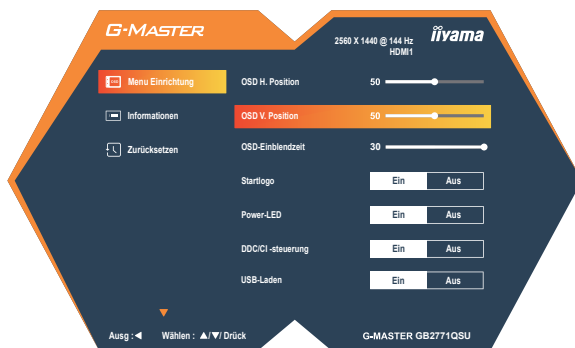 G-MASTER
iiyama
2560 X 1440 @ 144 Hz
HDMI1
Menu Einrichtung
Informationen
Zurücksetzen
OSD H. Position 50
OSD V. Position 50
OSD-Einblendzeit 30
Startlogo Ein Aus
Power-LED Ein Aus
DDC/CI -steuerung Ein Aus
USB-Laden Ein Aus
Ausg :◀ Wählen : ▲/▼/ Drück G-MASTER GB2771QSU